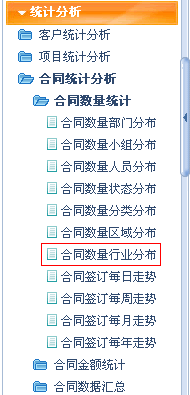 统计分析
客户统计分析
项目统计分析
合同统计分析
合同数量统计
合同数量部门分布
合同数量小组分布
合同数量人员分布
合同数量状态分布
合同数量分类分布
合同数量区域分布
合同数量行业分布
合同签订每日走势
合同签订每周走势
合同签订每月走势
合同签订每年走势
合同金额统计
合同数据汇总